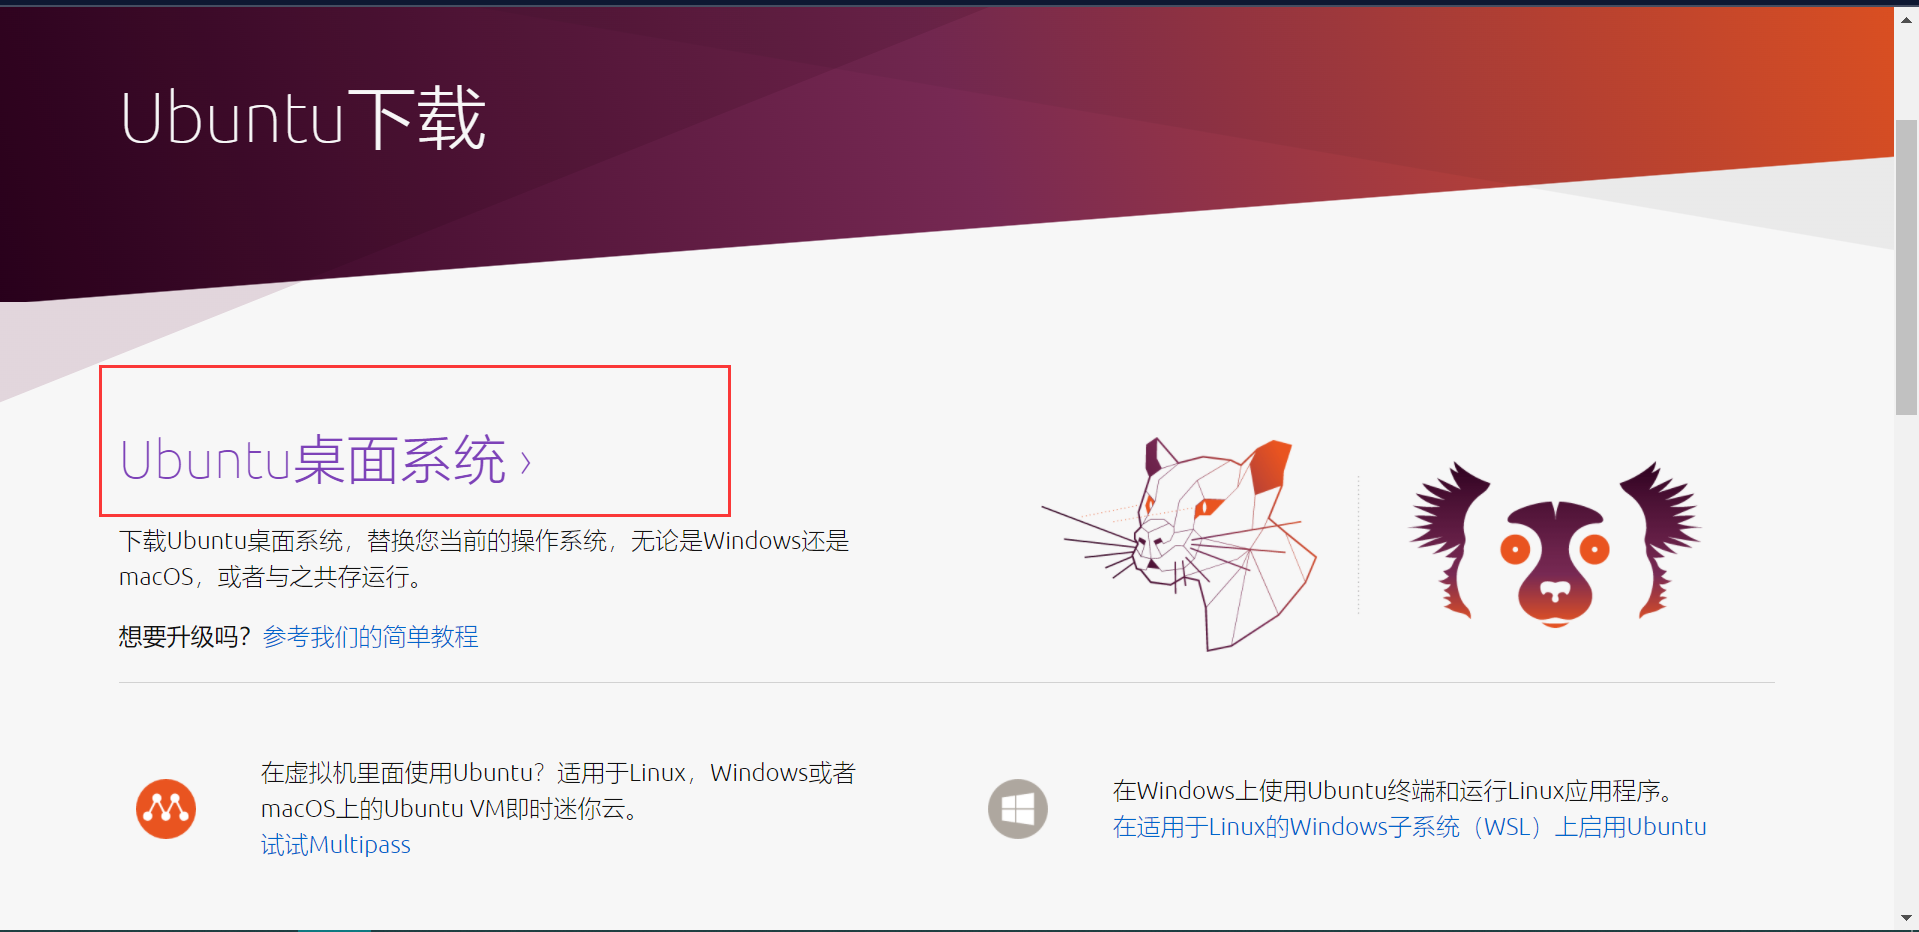 Ubuntu下载
Ubuntu桌面系统 ›
下载Ubuntu桌面系统，替换您当前的操作系统，无论是Windows还是
macOS，或者与之共存运行。
想要升级吗？参考我们的简单教程
在虚拟机里面使用Ubuntu？适用于Linux，Windows或者
macOS上的Ubuntu VM即时迷你云。
试试Multipass
在Windows上使用Ubuntu终端和运行Linux应用程序。
在适用于Linux的Windows子系统（WSL）上启用Ubuntu